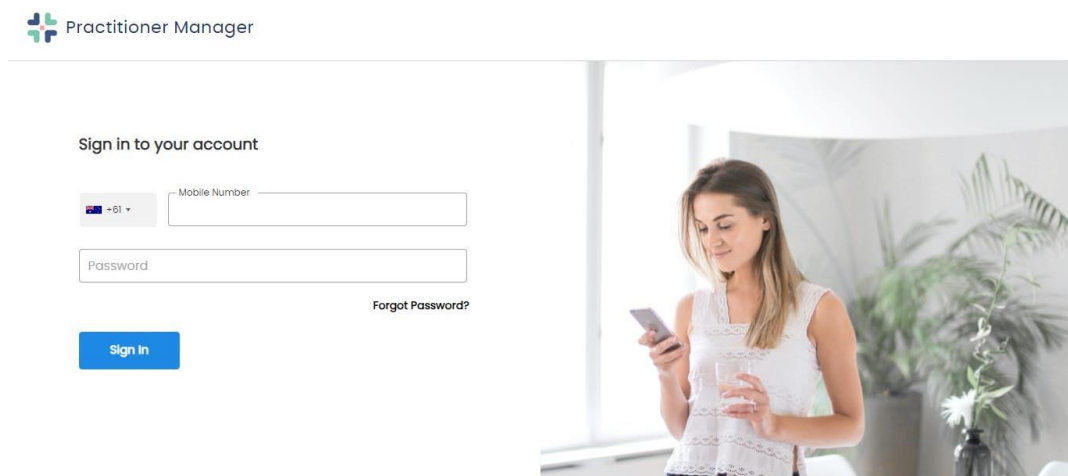 Practitioner Manager
Sign in to your account
Mobile Number
+61
Password
Forgot Password?
Sign In